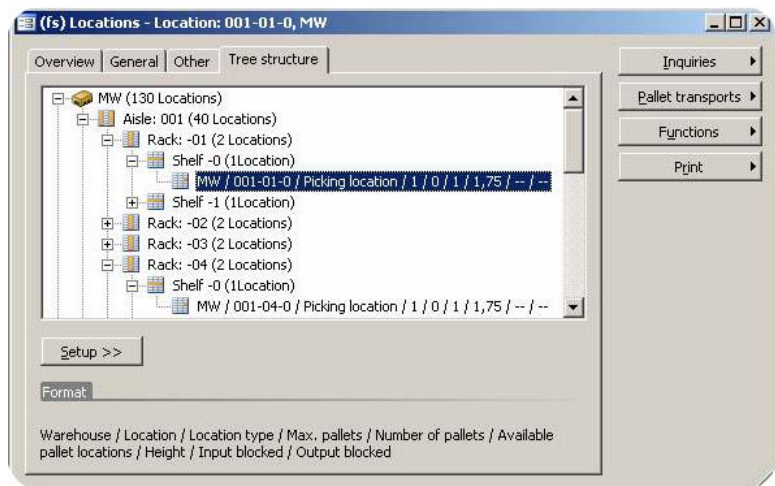 (fs) Locations - Location: 001-01-0, MW
Overview General Other Tree structure
Inquiries
Pallet transports
Functions
Print
MW (130 Locations)
Aisle: 001 (40 Locations)
Rack: -01 (2 Locations)
Shelf -0 (1Location)
MW / 001-01-0 / Picking location / 1 / 0 / 1 / 1,75 / -- / --
Shelf -1 (1Location)
Rack: -02 (2 Locations)
Rack: -03 (2 Locations)
Rack: -04 (2 Locations)
Shelf -0 (1Location)
MW / 001-04-0 / Picking location / 1 / 0 / 1 / 1,75 / -- / --
Setup >>
Format
Warehouse / Location / Location type / Max. pallets / Number of pallets / Available
pallet locations / Height / Input blocked / Output blocked